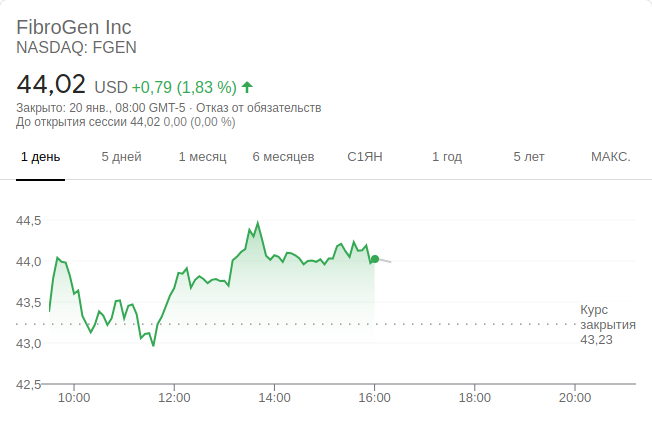 FibroGen Inc
NASDAQ: FGEN
44,02 USD +0,79 (1,83 %)
Закрыто: 20 янв., 08:00 GMT-5 · Отказ от обязательств
До открытия сессии 44,02 0,00 (0,00 %)
1 день 5 дней 1 месяц 6 месяцев С1ЯН 1 год 5 лет МАКС.
44,5
44,0
43,5
Курс
закрытия
43,23
43,0
42,5
10:00 12:00 14:00 16:00 18:00 20:00